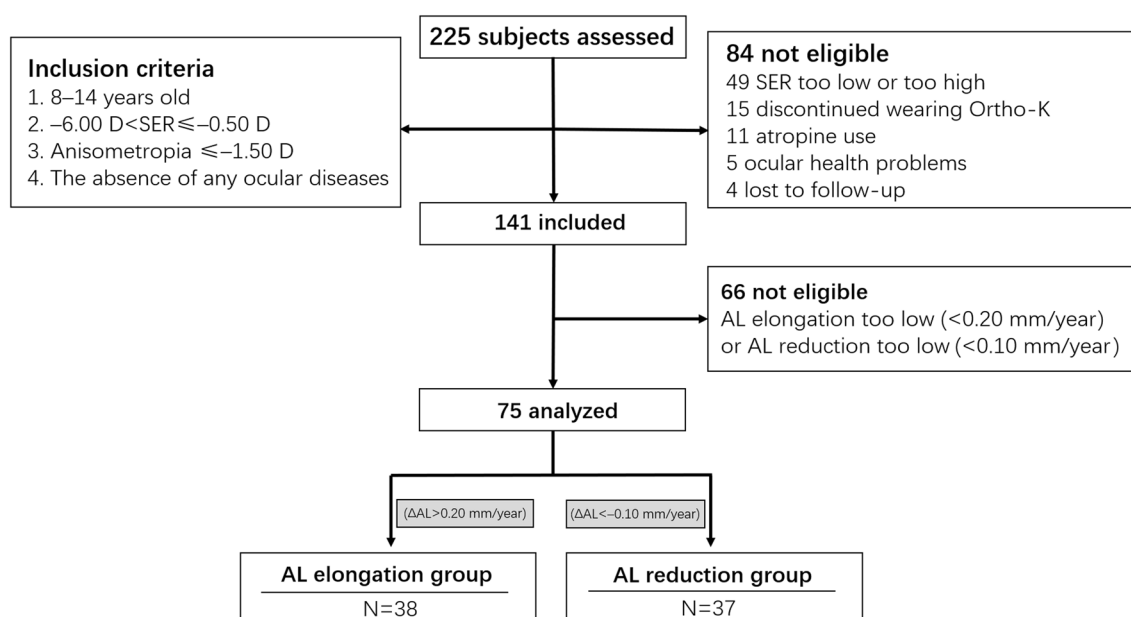 225 subjects assessed
Inclusion criteria
1. 8–14 years old
2. –6.00 D<SER≤–0.50 D
3. Anisometropia ≤–1.50 D
4. The absence of any ocular diseases
84 not eligible
49 SER too low or too high
15 discontinued wearing Ortho-K
11 atropine use
5 ocular health problems
4 lost to follow-up
141 included
66 not eligible
AL elongation too low (<0.20 mm/year)
or AL reduction too low (<0.10 mm/year)
75 analyzed
(ΔAL>0.20 mm/year)
(ΔAL<–0.10 mm/year)
AL elongation group
N=38
AL reduction group
N=37